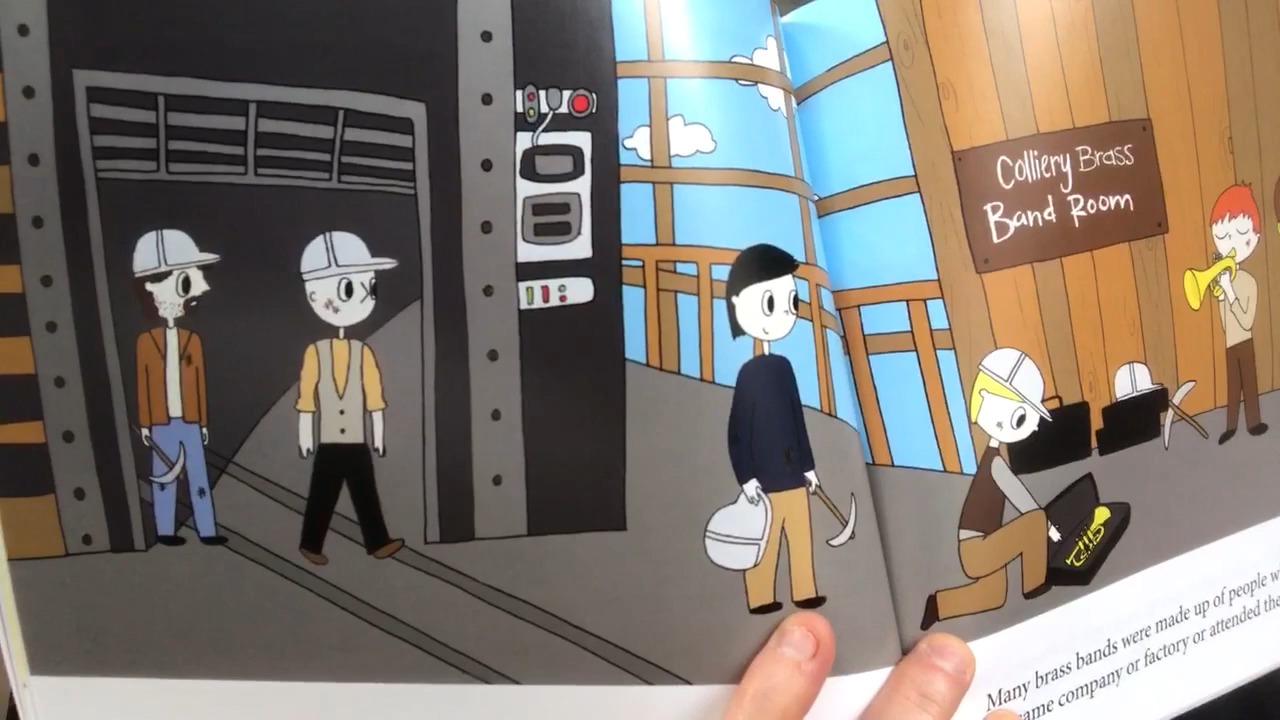 Colliery Brass
Band Room
Many brass bands were made up of people
same company or factory or attended the